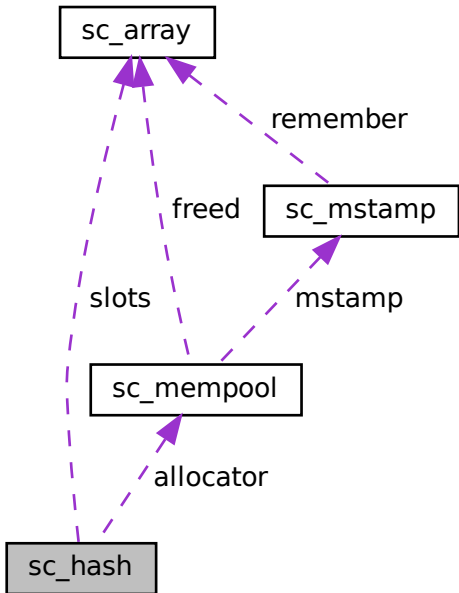 sc_array
remember
freed
sc_mstamp
slots
mstamp
sc_mempool
allocator
sc_hash